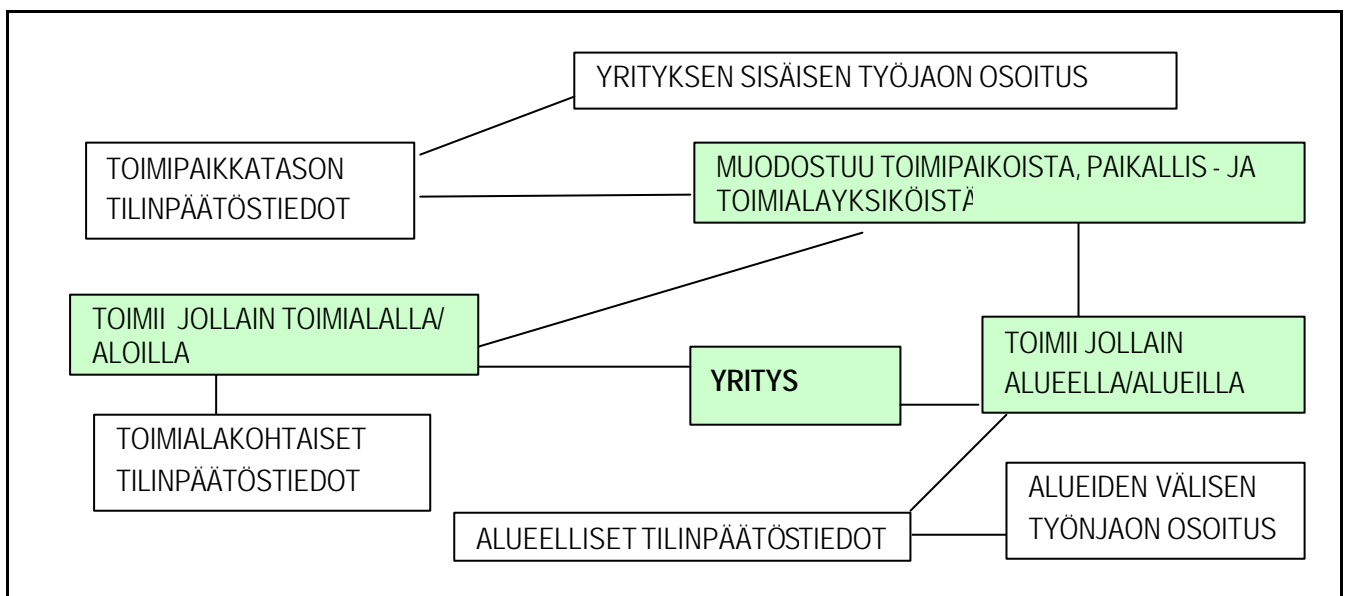 YRITYKSEN SISÄISEN TYÖJAON OSOITUS
TOIMIPAIKKATASON
TILINPÄÄTÖSTIEDOT
MUODOSTUU TOIMIPAIKOISTA, PAIKALLIS - JA
TOIMIALAYKSIKÖISTÄ
TOIMII JOLLAIN TOIMIALALLA/
ALOILLA
YRITYS
TOIMII JOLLAIN
ALUEELLA/ALUEILLA
TOIMIALAKOHTAISET
TILINPÄÄTÖSTIEDOT
ALUEELLISET TILINPÄÄTÖSTIEDOT
ALUEIDEN VÄLISEN
TYÖNJAON OSOITUS